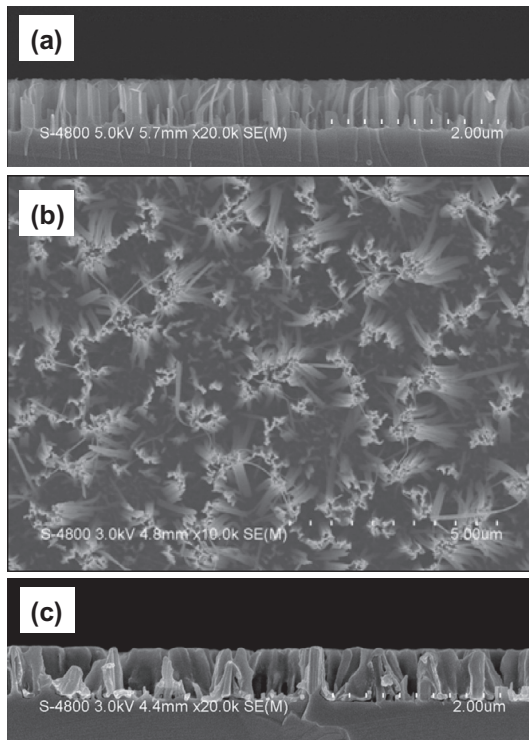 (a)
S-4800 5.0kV 5.7mm x20.0k SE(M) 2.00um
(b)
S-4800 3.0kV 4.8mm x10.0k SE(M) 5.00um
(c)
S-4800 3.0kV 4.4mm x20.0k SE(M) 2.00um